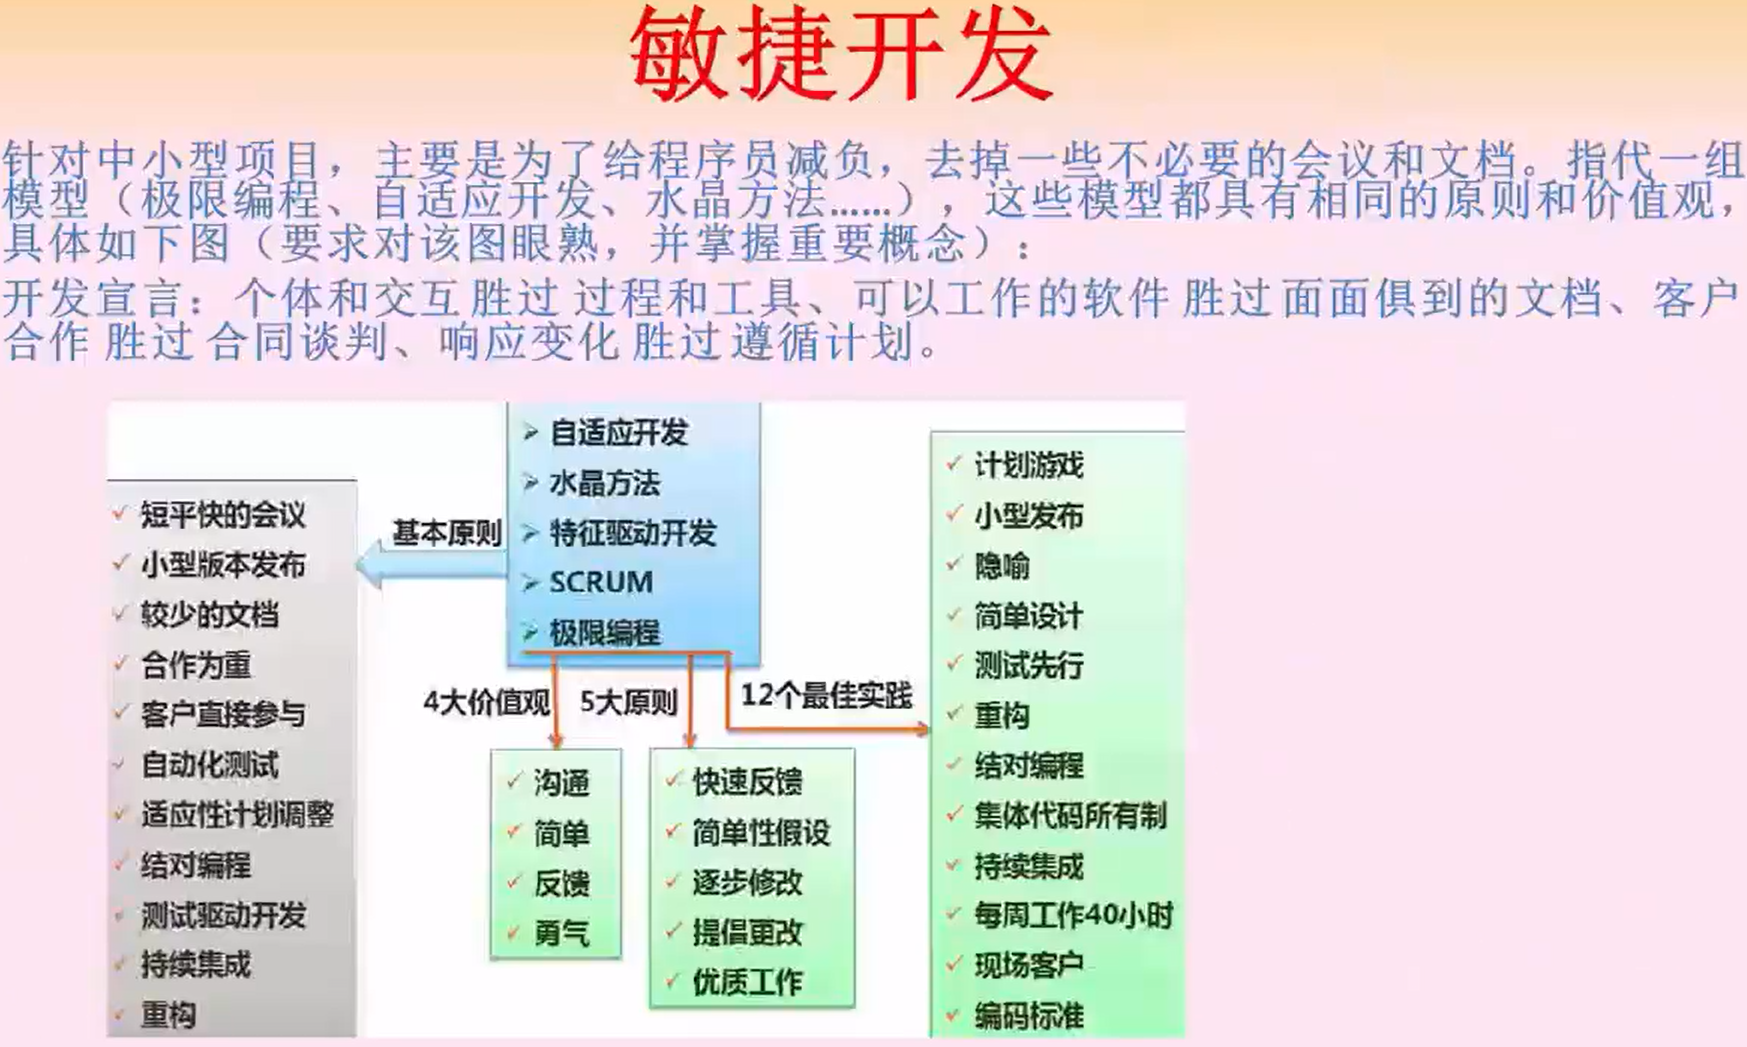 敏捷开发
针对中小型项目，主要是为了给程序员减负，去掉一些不必要的会议和文档。指代一组
模型（极限编程、自适应开发、水晶方法……），这些模型都具有相同的原则和价值观，
具体如下图（要求对该图眼熟，并掌握重要概念）：
开发宣言：个体和交互 胜过 过程和工具、可以工作的软件 胜过 面面俱到的文档、客户
合作 胜过 合同谈判、响应变化 胜过 遵循计划。
短平快的会议
小型版本发布
较少的文档
合作为重
客户直接参与
自动化测试
适应性计划调整
结对编程
测试驱动开发
持续集成
重构
基本原则
自适应开发
水晶方法
特征驱动开发
SCRUM
极限编程
4大价值观
沟通
简单
反馈
勇气
5大原则
快速反馈
简单性假设
逐步修改
提倡更改
优质工作
12个最佳实践
计划游戏
小型发布
隐喻
简单设计
测试先行
重构
结对编程
集体代码所有制
持续集成
每周工作40小时
现场客户
编码标准